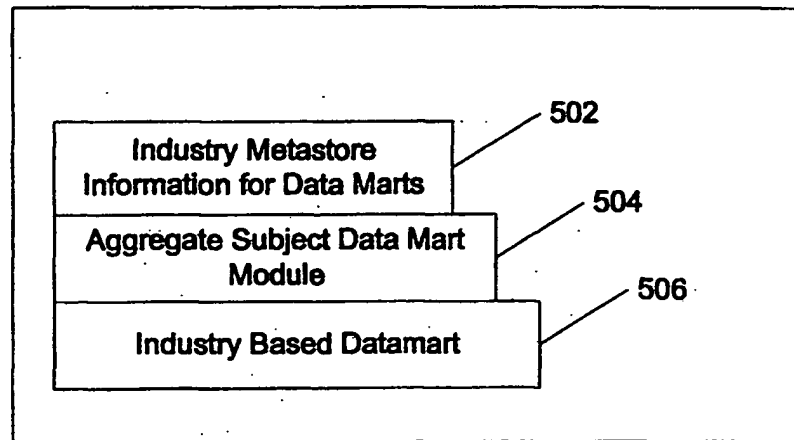 502
Industry Metastore
Information for Data Marts
504
Aggregate Subject Data Mart
Module
506
Industry Based Datamart